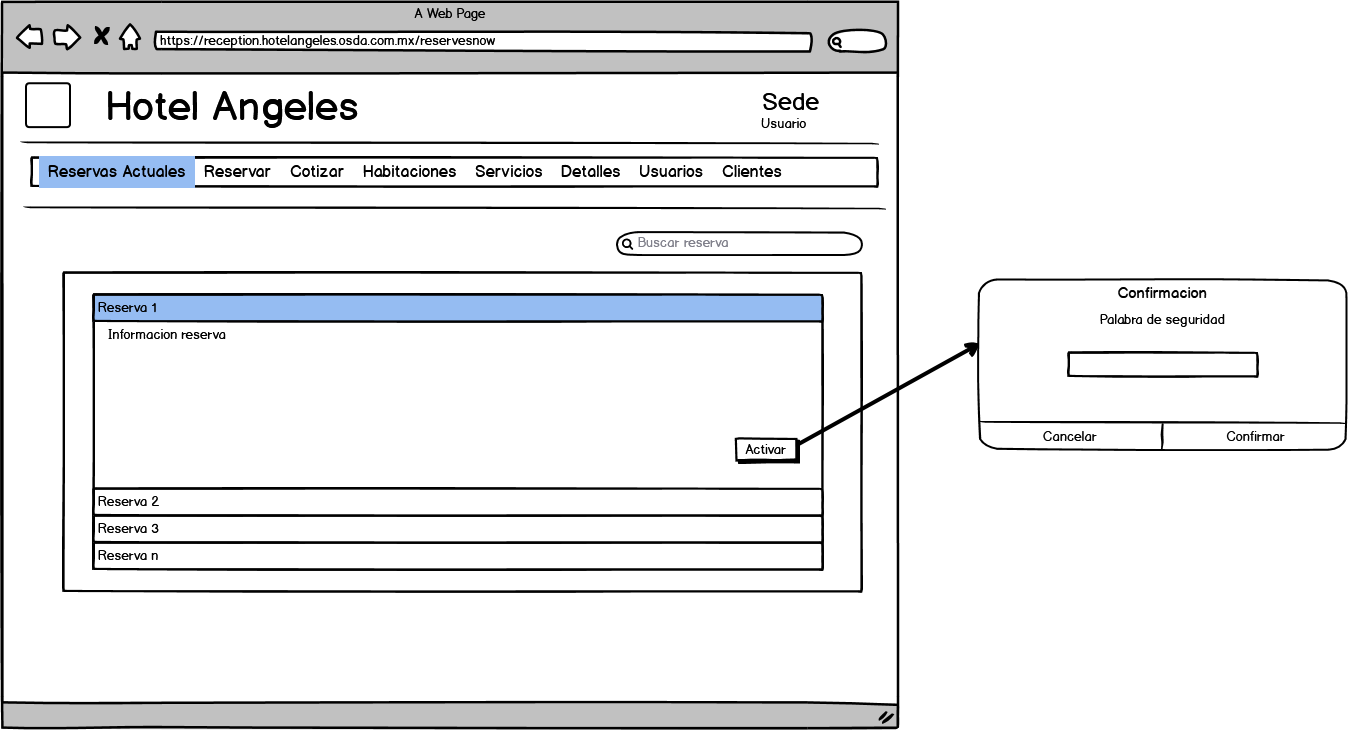 A Web Page
https://reception.hotelangeles.osda.com.mx/reservesnow
Hotel Angeles
Sede
Usuario
Reservas Actuales Reservar Cotizar Habitaciones Servicios Detalles Usuarios Clientes
Buscar reserva
Reserva 1
Informacion reserva
Activar
Reserva 2
Reserva 3
Reserva n
Confirmacion
Palabra de seguridad
Cancelar Confirmar